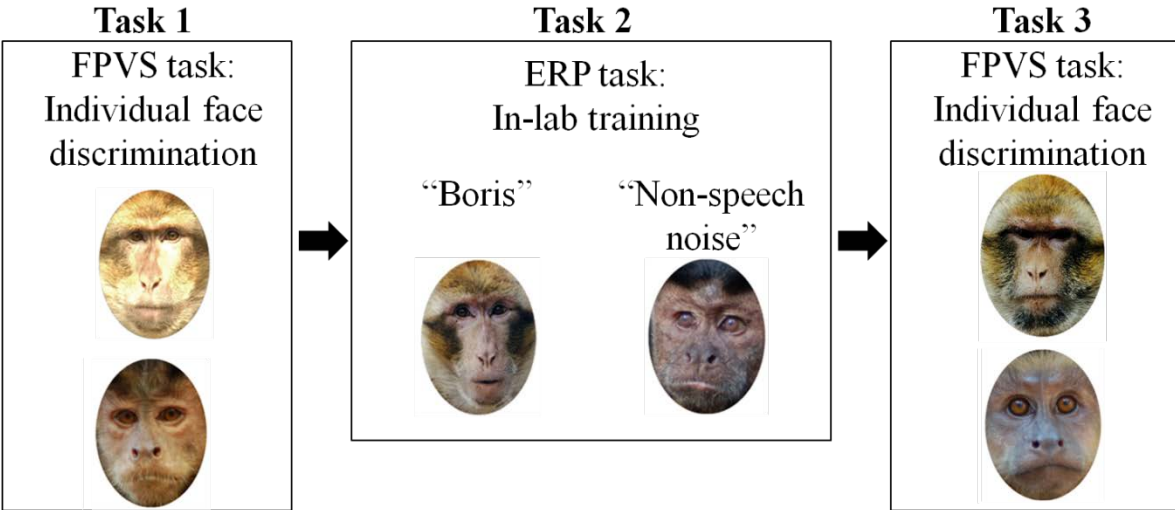 Task 1
FPVS task:
Individual face
discrimination
Task 2
ERP task:
In-lab training
“Boris”
“Non-speech
noise”
Task 3
FPVS task:
Individual face
discrimination